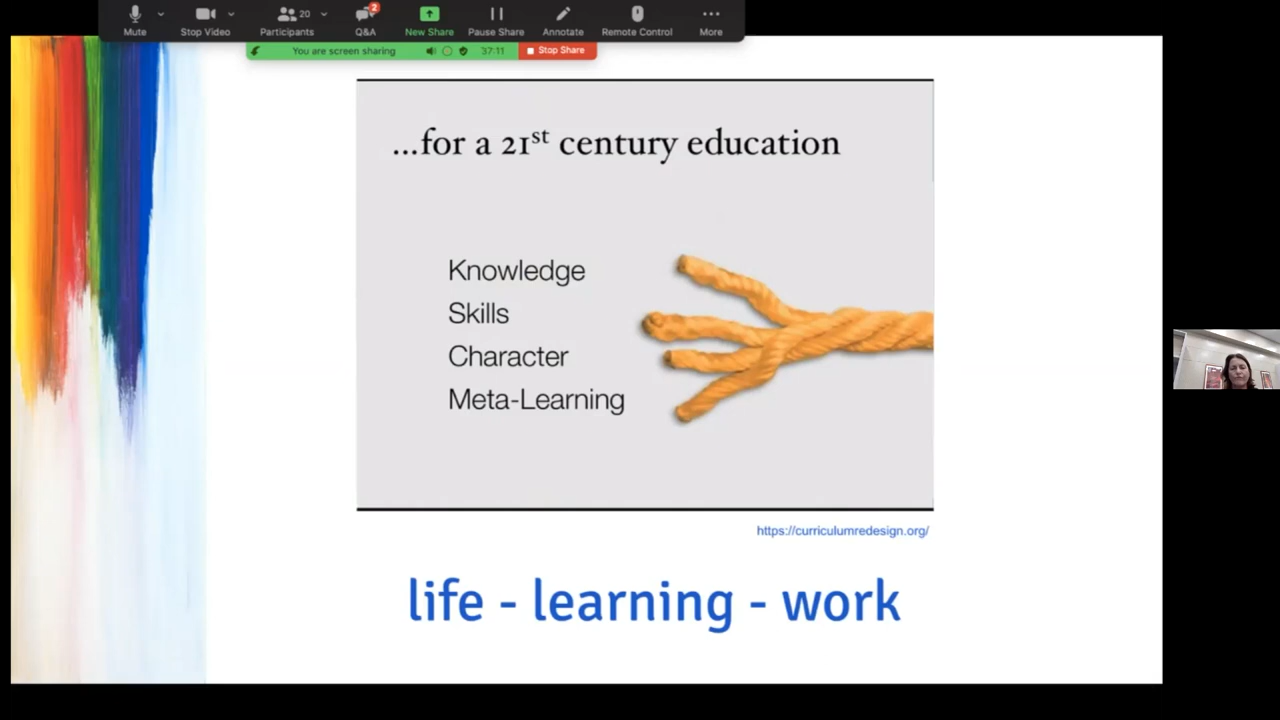 20
2
Mute
Stop Video
Participants
Q&A
New Share
Pause Share
Annotate
Remote Control
More
You are screen sharing
37:11
Stop Share
...for a 21st century education
Knowledge
Skills
Character
Meta-Learning
https://curriculumredesign.org/
life - learning - work